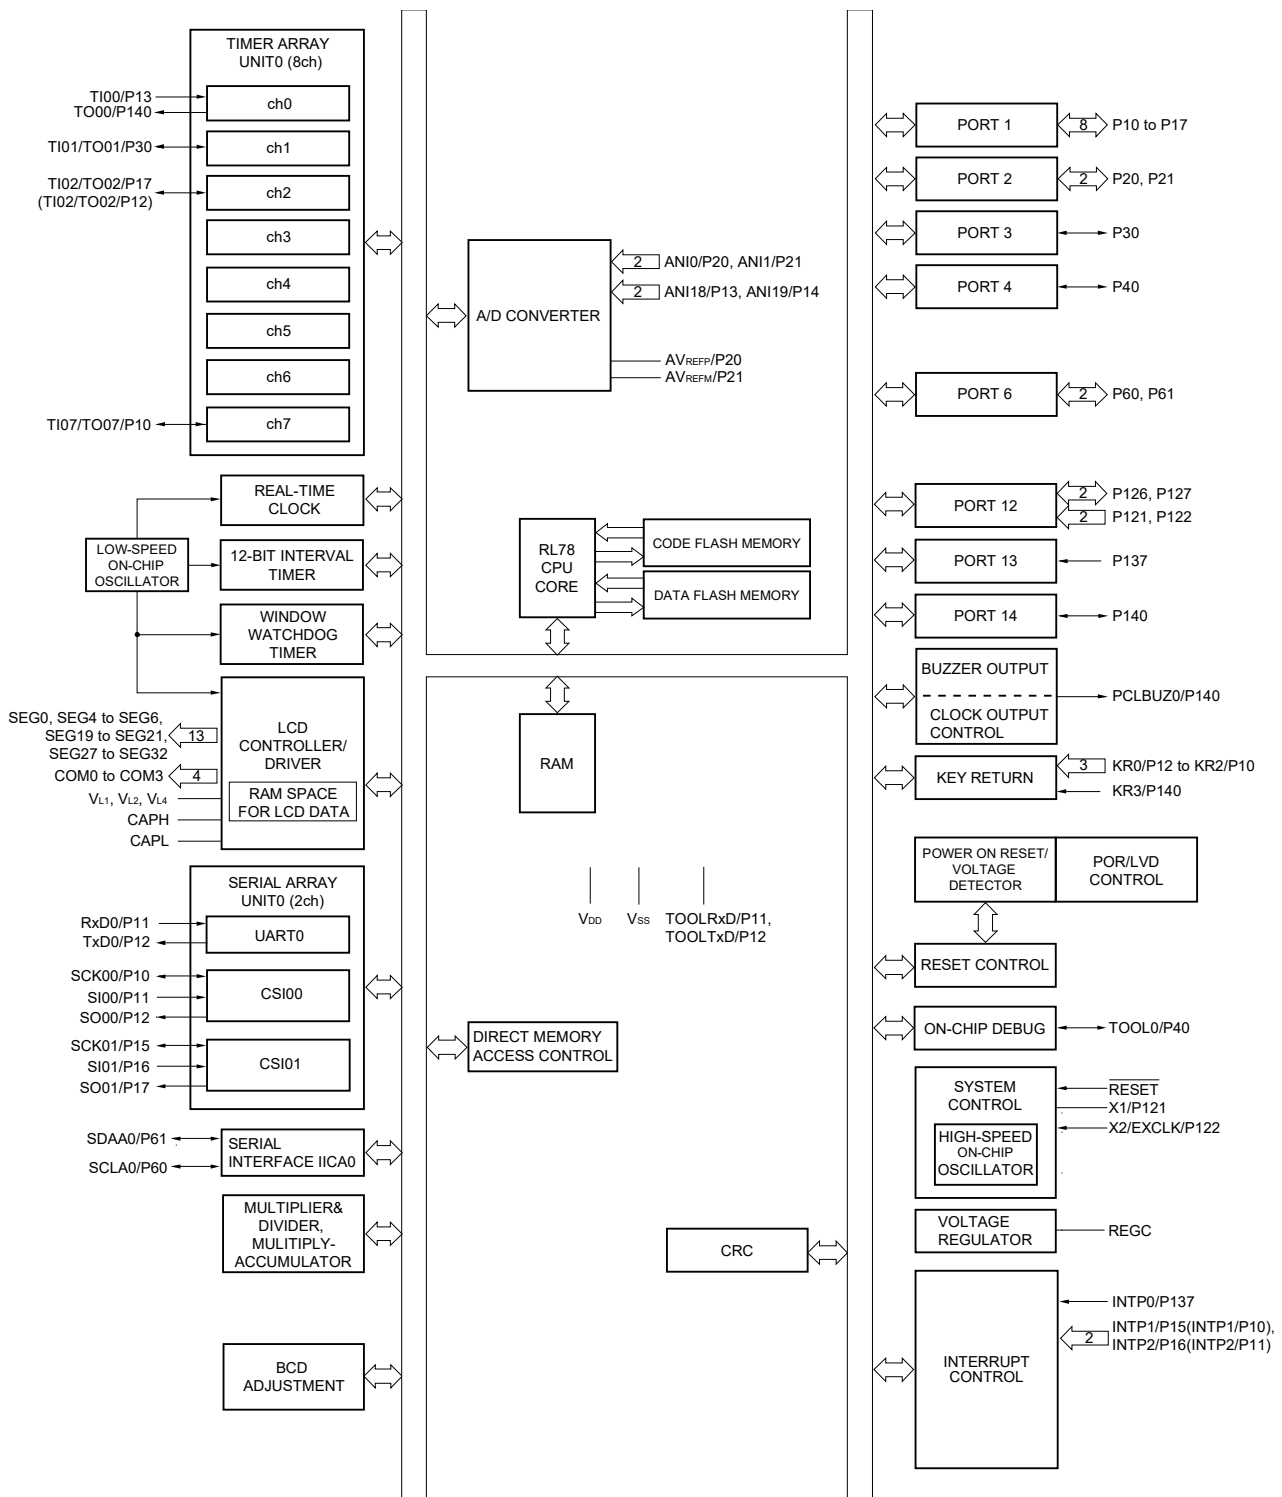 TIMER ARRAY
UNIT0 (8ch)
TI00/P13
TO00/P140
ch0
TI01/TO01/P30
ch1
TI02/TO02/P17
(TI02/TO02/P12)
ch2
ch3
ch4
ch5
ch6
TI07/TO07/P10
ch7
REAL-TIME
CLOCK
LOW-SPEED
ON-CHIP
OSCILLATOR
12-BIT INTERVAL
TIMER
WINDOW
WATCHDOG
TIMER
SEG0, SEG4 to SEG6,
SEG19 to SEG21,
SEG27 to SEG32
13
COM0 to COM3
4
VL1, VL2, VL4
CAPH
CAPL
LCD
CONTROLLER/
DRIVER
RAM SPACE
FOR LCD DATA
SERIAL ARRAY
UNIT0 (2ch)
RxD0/P11
TxD0/P12
UART0
SCK00/P10
SI00/P11
SO00/P12
CSI00
SCK01/P15
SI01/P16
SO01/P17
CSI01
SDAA0/P61
SCLA0/P60
SERIAL
INTERFACE IICA0
MULTIPLIER&
DIVIDER,
MULITIPLY-
ACCUMULATOR
BCD
ADJUSTMENT
A/D CONVERTER
2
ANI0/P20, ANI1/P21
2
ANI18/P13, ANI19/P14
AVREFP/P20
AVREFM/P21
RL78
CPU
CORE
CODE FLASH MEMORY
DATA FLASH MEMORY
RAM
VDD
VSS
TOOLRxD/P11,
TOOLTxD/P12
DIRECT MEMORY
ACCESS CONTROL
CRC
PORT 1
8
P10 to P17
PORT 2
2
P20, P21
PORT 3
P30
PORT 4
P40
PORT 6
2
P60, P61
PORT 12
2
P126, P127
2
P121, P122
PORT 13
P137
PORT 14
P140
BUZZER OUTPUT
CLOCK OUTPUT
CONTROL
PCLBUZ0/P140
KEY RETURN
3
KR0/P12 to KR2/P10
KR3/P140
POWER ON RESET/
VOLTAGE
DETECTOR
POR/LVD
CONTROL
RESET CONTROL
ON-CHIP DEBUG
TOOL0/P40
SYSTEM
CONTROL
HIGH-SPEED
ON-CHIP
OSCILLATOR
RESET
X1/P121
X2/EXCLK/P122
VOLTAGE
REGULATOR
REGC
INTERRUPT
CONTROL
INTP0/P137
2
INTP1/P15(INTP1/P10),
INTP2/P16(INTP2/P11)